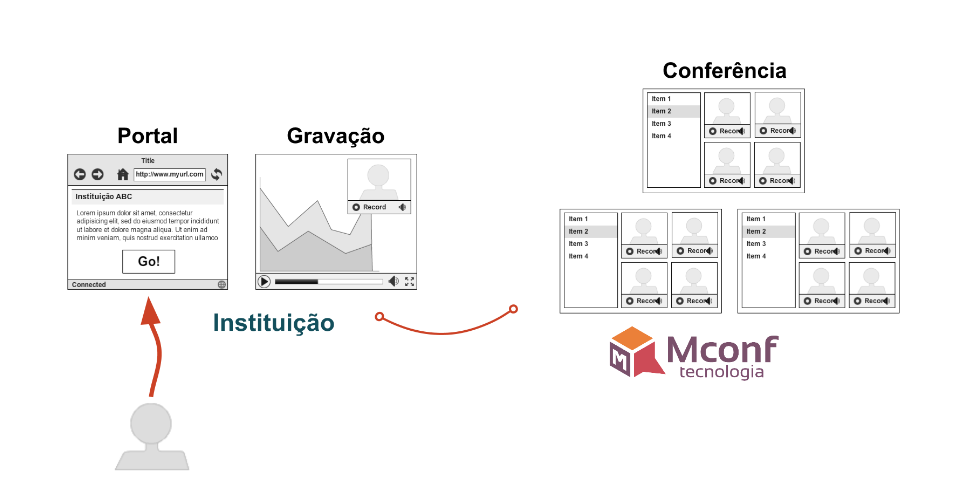 Conferência
Item 1
Item 2
Item 3
Item 4
Record
Record
Record
Record
Portal
Title
http://www.myurl.com
Instituição ABC
Lorem ipsum dolor sit amet, consectetur
adipisicing elit, sed do eiusmod tempor incididunt
ut labore et dolore magna aliqua. Ut enim ad
minim veniam, quis nostrud exercitation ullamco
Go!
Connected
Gravação
Record
Instituição
Item 1
Item 2
Item 3
Item 4
Record
Record
Record
Record
Item 1
Item 2
Item 3
Item 4
Record
Record
Record
Record
M
Mconf
tecnologia